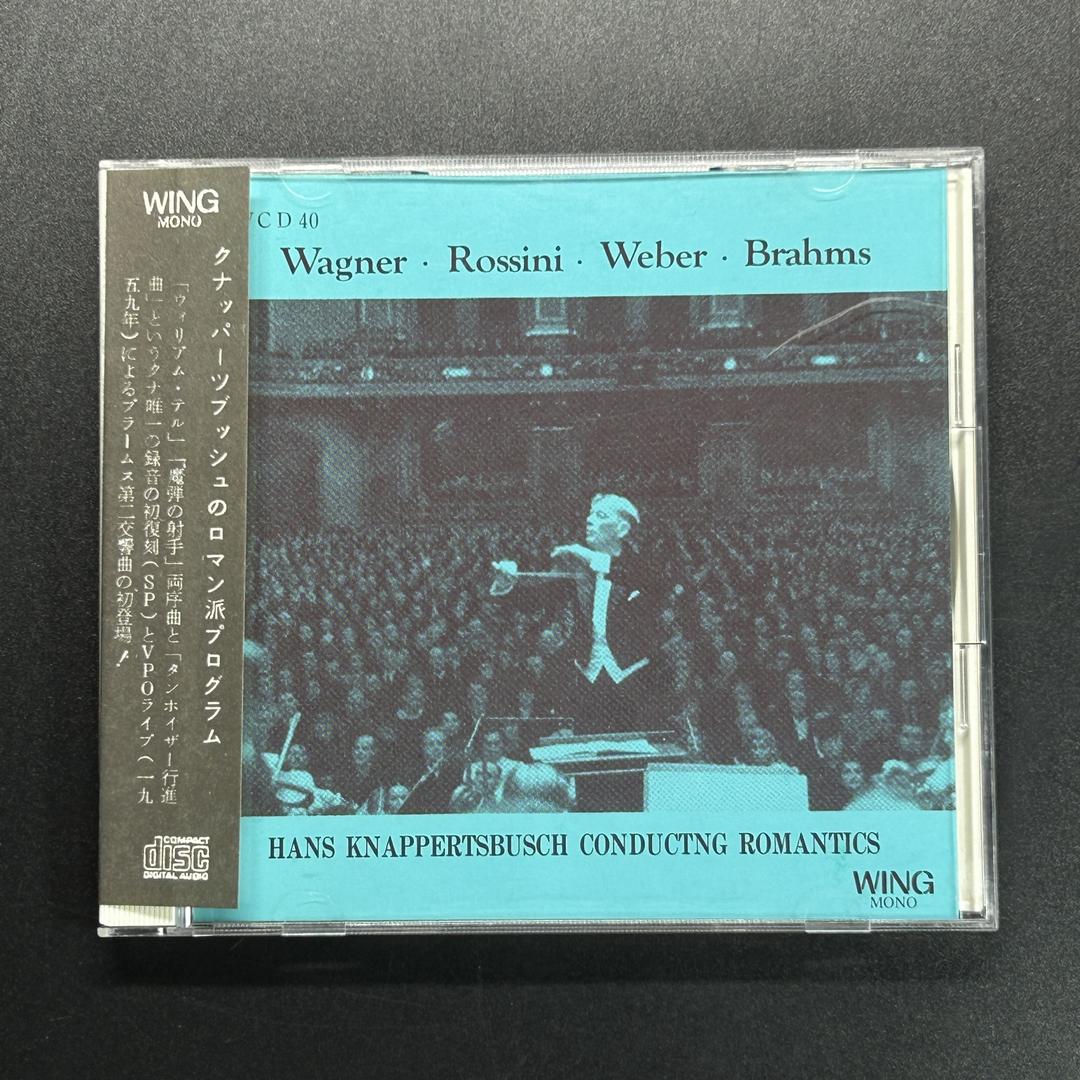 WING
MONO
クナッパーツブッシュのロマン派プログラム
「ウィリアム・テル」「魔弾の射手」両序曲と「タンホイザー行進
曲」というクナ唯一の録音の初復刻(SP)とVPOライブ(一九
五九年)によるブラームス第二交響曲の初登場!
COMPACT
disc
DIGITAL AUDIO
CD 40
Wagner · Rossini · Weber · Brahms
HANS KNAPPERTSBUSCH CONDUCTNG ROMANTICS
WING
MONO